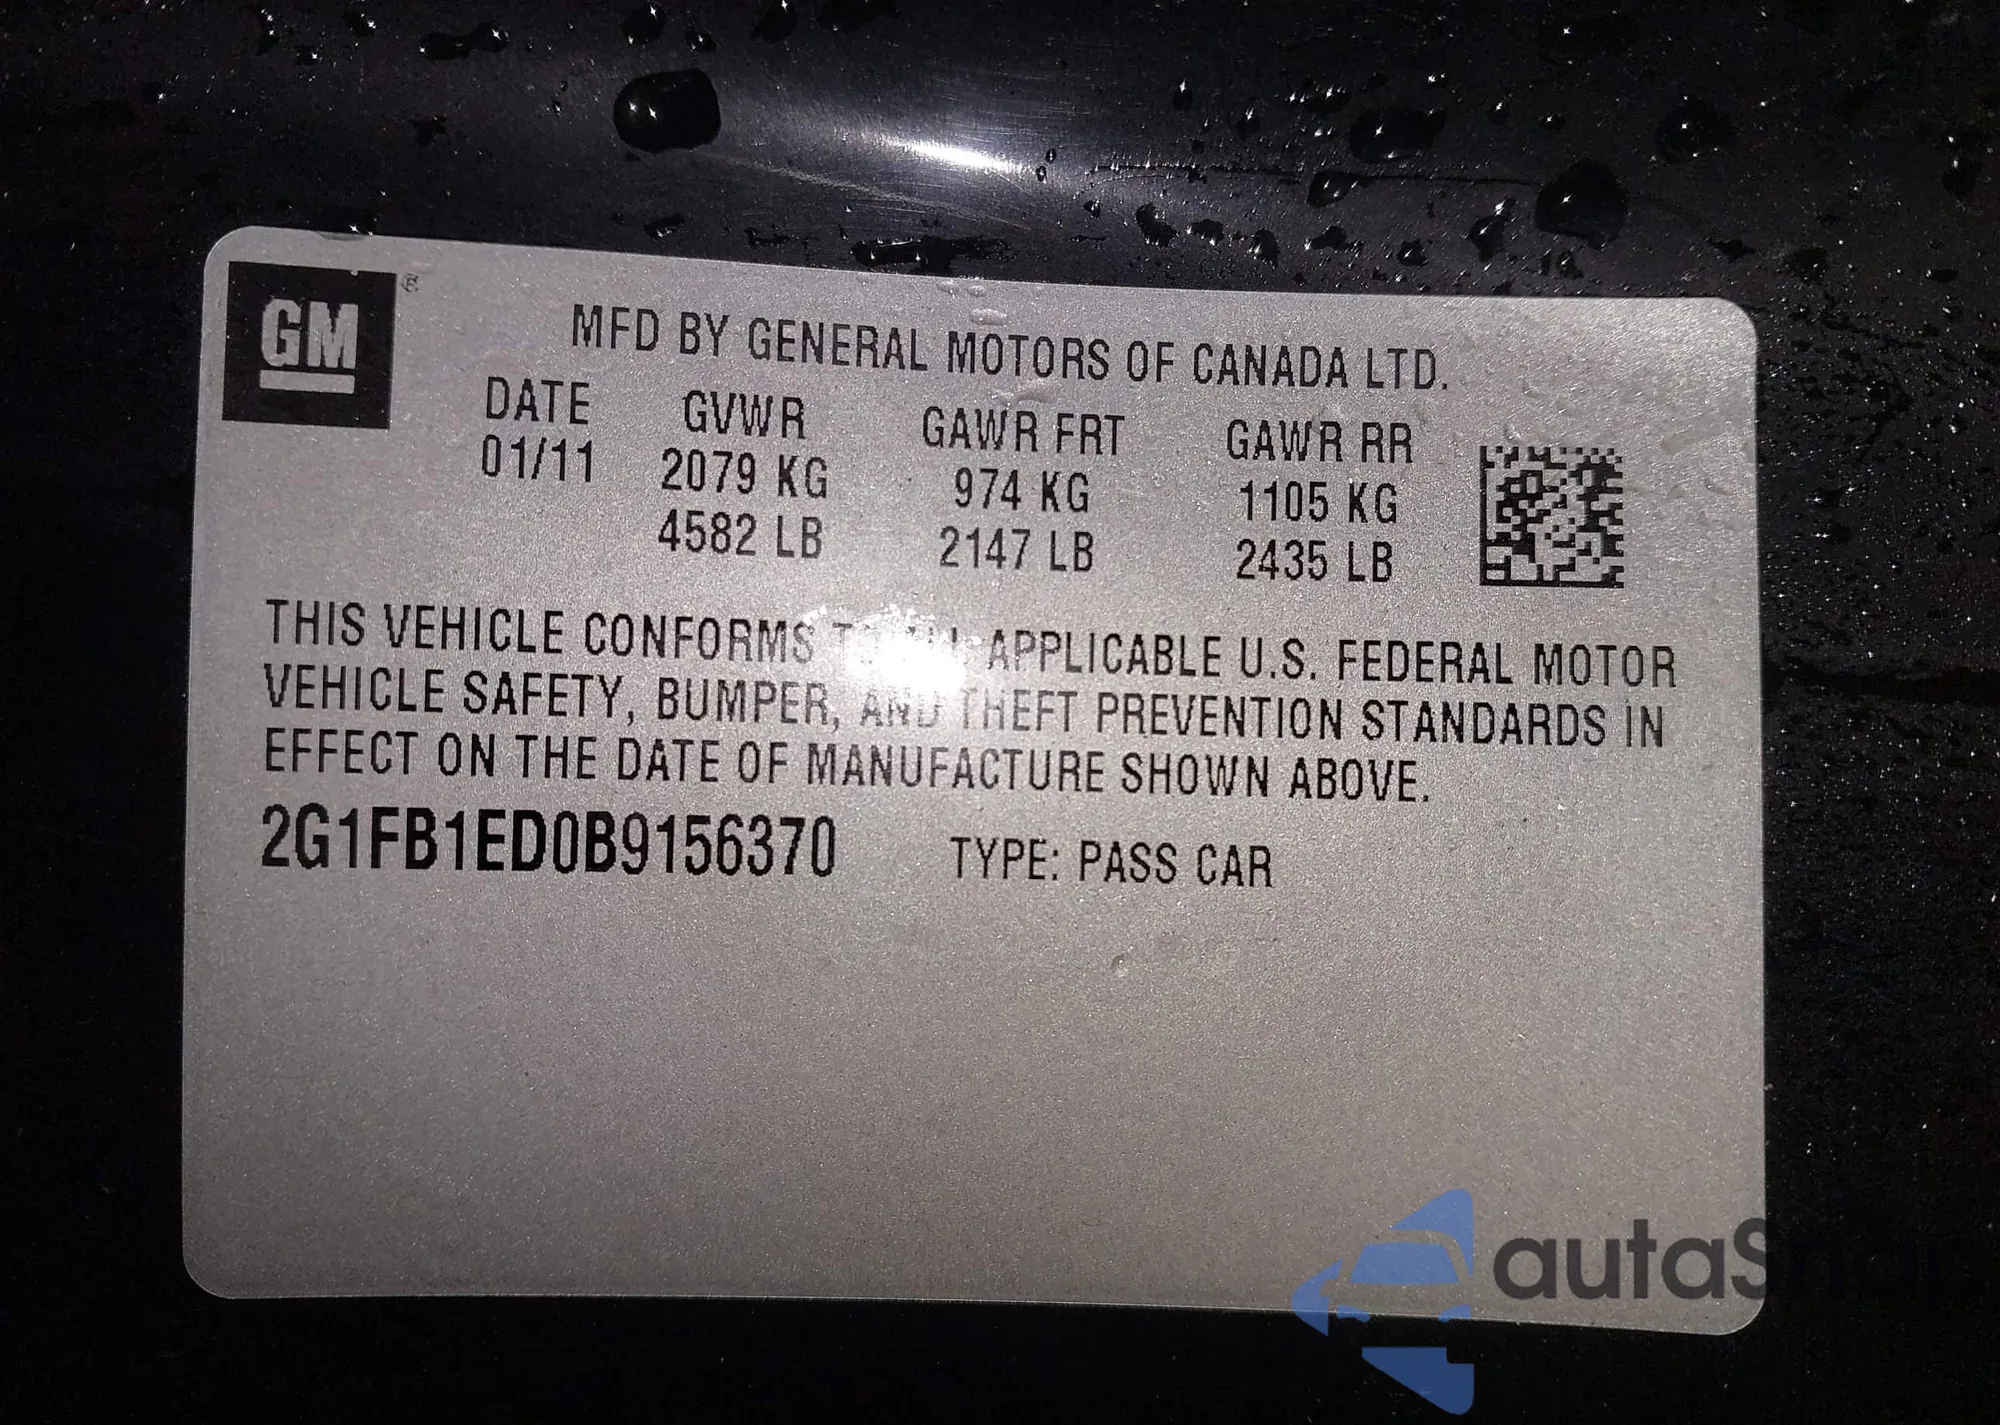 GM ®
MFD BY GENERAL MOTORS OF CANADA LTD.
DATE GVWR GAWR FRT GAWR RR
01/11 2079 KG 974 KG 1105 KG
4582 LB 2147 LB 2435 LB
THIS VEHICLE CONFORMS APPLICABLE U.S. FEDERAL MOTOR
VEHICLE SAFETY, BUMPER, AND THEFT PREVENTION STANDARDS IN
EFFECT ON THE DATE OF MANUFACTURE SHOWN ABOVE.
2G1FB1ED0B9156370 TYPE: PASS CAR